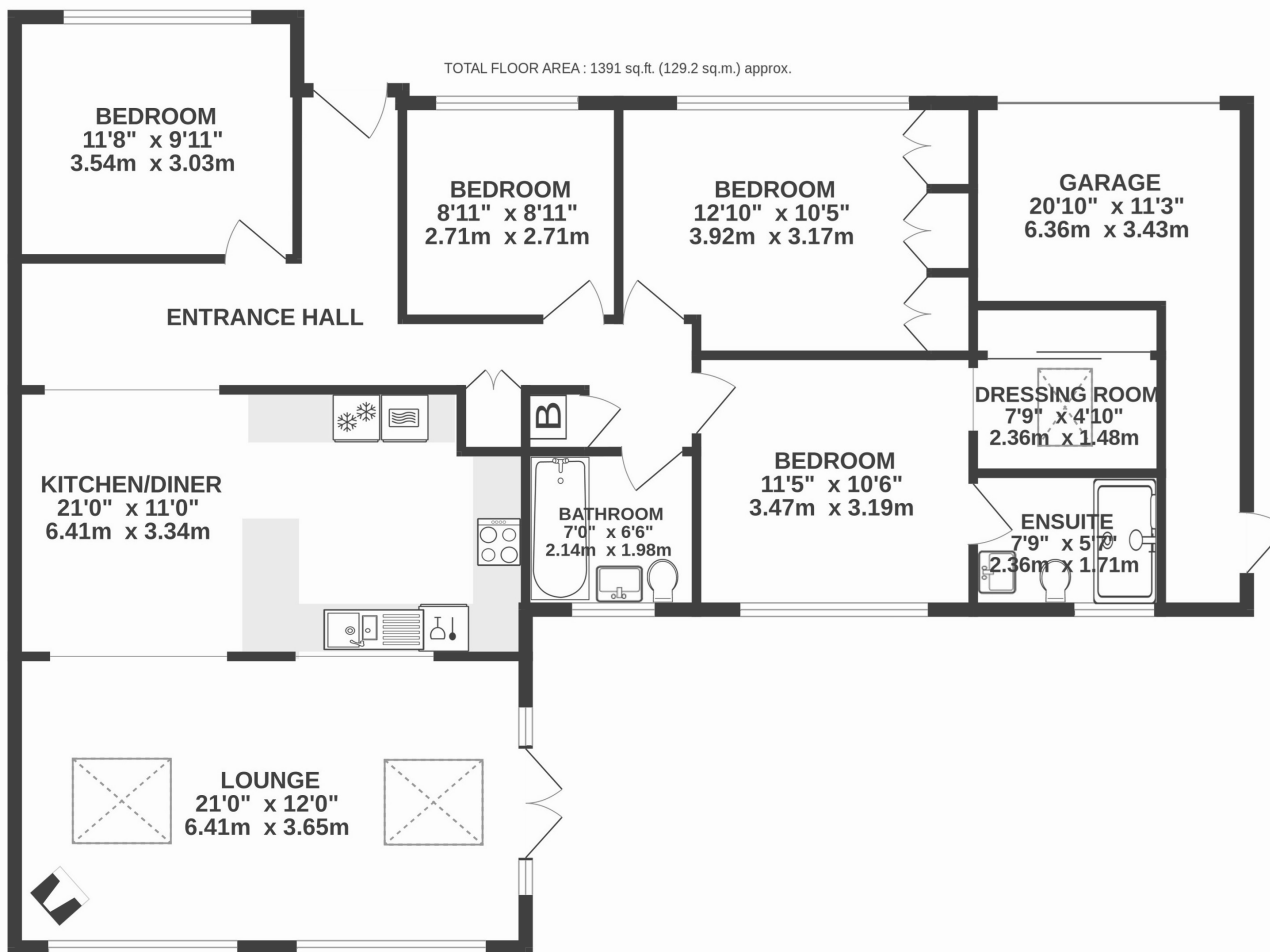 TOTAL FLOOR AREA : 1391 sq.ft. (129.2 sq.m.) approx.
BEDROOM
11'8" x 9'11"
3.54m x 3.03m
BEDROOM
8'11" x 8'11"
2.71m x 2.71m
BEDROOM
12'10" x 10'5"
3.92m x 3.17m
GARAGE
20'10" x 11'3"
6.36m x 3.43m
ENTRANCE HALL
DRESSING ROOM
7'9" x 4'10"
2.36m x 1.48m
B
KITCHEN/DINER
21'0" x 11'0"
6.41m x 3.34m
BATHROOM
7'0" x 6'6"
2.14m x 1.98m
BEDROOM
11'5" x 10'6"
3.47m x 3.19m
ENSUITE
7'9" x 5'7"
2.36m x 1.71m
LOUNGE
21'0" x 12'0"
6.41m x 3.65m